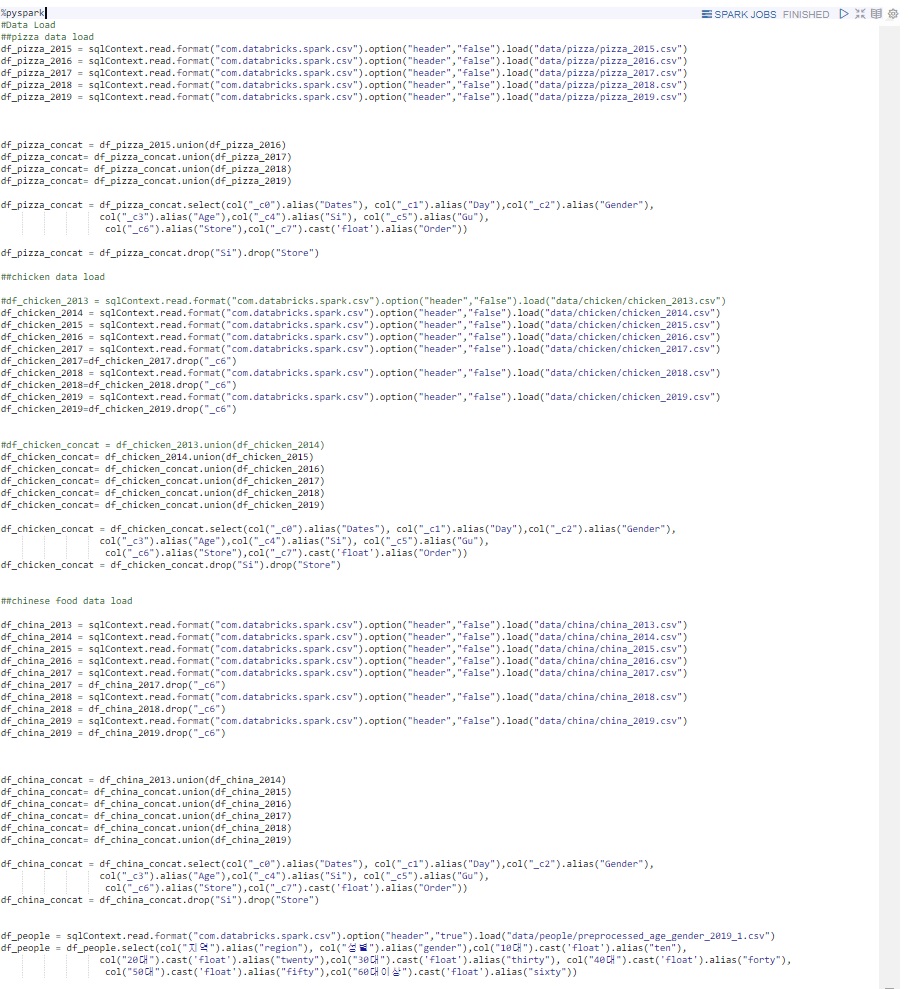 %pyspark
SPARK JOBS FINISHED
#Data Load
##pizza data load
df_pizza_2015 = sqlContext.read.format("com.databricks.spark.csv").option("header","false").load("data/pizza/pizza_2015.csv")
df_pizza_2016 = sqlContext.read.format("com.databricks.spark.csv").option("header","false").load("data/pizza/pizza_2016.csv")
df_pizza_2017 = sqlContext.read.format("com.databricks.spark.csv").option("header","false").load("data/pizza/pizza_2017.csv")
df_pizza_2018 = sqlContext.read.format("com.databricks.spark.csv").option("header","false").load("data/pizza/pizza_2018.csv")
df_pizza_2019 = sqlContext.read.format("com.databricks.spark.csv").option("header","false").load("data/pizza/pizza_2019.csv")
df_pizza_concat = df_pizza_2015.union(df_pizza_2016)
df_pizza_concat= df_pizza_concat.union(df_pizza_2017)
df_pizza_concat= df_pizza_concat.union(df_pizza_2018)
df_pizza_concat= df_pizza_concat.union(df_pizza_2019)
df_pizza_concat = df_pizza_concat.select(col("_c0").alias("Dates"), col("_c1").alias("Day"),col("_c2").alias("Gender"),
col("_c3").alias("Age"),col("_c4").alias("Si"), col("_c5").alias("Gu"),
col("_c6").alias("Store"),col("_c7").cast('float').alias("Order"))
df_pizza_concat = df_pizza_concat.drop("Si").drop("Store")
##chicken data load
#df_chicken_2013 = sqlContext.read.format("com.databricks.spark.csv").option("header","false").load("data/chicken/chicken_2013.csv")
df_chicken_2014 = sqlContext.read.format("com.databricks.spark.csv").option("header","false").load("data/chicken/chicken_2014.csv")
df_chicken_2015 = sqlContext.read.format("com.databricks.spark.csv").option("header","false").load("data/chicken/chicken_2015.csv")
df_chicken_2016 = sqlContext.read.format("com.databricks.spark.csv").option("header","false").load("data/chicken/chicken_2016.csv")
df_chicken_2017 = sqlContext.read.format("com.databricks.spark.csv").option("header","false").load("data/chicken/chicken_2017.csv")
df_chicken_2017=df_chicken_2017.drop("_c6")
df_chicken_2018 = sqlContext.read.format("com.databricks.spark.csv").option("header","false").load("data/chicken/chicken_2018.csv")
df_chicken_2018=df_chicken_2018.drop("_c6")
df_chicken_2019 = sqlContext.read.format("com.databricks.spark.csv").option("header","false").load("data/chicken/chicken_2019.csv")
df_chicken_2019=df_chicken_2019.drop("_c6")
#df_chicken_concat = df_chicken_2013.union(df_chicken_2014)
df_chicken_concat= df_chicken_2014.union(df_chicken_2015)
df_chicken_concat= df_chicken_concat.union(df_chicken_2016)
df_chicken_concat= df_chicken_concat.union(df_chicken_2017)
df_chicken_concat= df_chicken_concat.union(df_chicken_2018)
df_chicken_concat= df_chicken_concat.union(df_chicken_2019)
df_chicken_concat = df_chicken_concat.select(col("_c0").alias("Dates"), col("_c1").alias("Day"),col("_c2").alias("Gender"),
col("_c3").alias("Age"),col("_c4").alias("Si"), col("_c5").alias("Gu"),
col("_c6").alias("Store"),col("_c7").cast('float').alias("Order"))
df_chicken_concat = df_chicken_concat.drop("Si").drop("Store")
##chinese food data load
df_china_2013 = sqlContext.read.format("com.databricks.spark.csv").option("header","false").load("data/china/china_2013.csv")
df_china_2014 = sqlContext.read.format("com.databricks.spark.csv").option("header","false").load("data/china/china_2014.csv")
df_china_2015 = sqlContext.read.format("com.databricks.spark.csv").option("header","false").load("data/china/china_2015.csv")
df_china_2016 = sqlContext.read.format("com.databricks.spark.csv").option("header","false").load("data/china/china_2016.csv")
df_china_2017 = sqlContext.read.format("com.databricks.spark.csv").option("header","false").load("data/china/china_2017.csv")
df_china_2017 = df_china_2017.drop("_c6")
df_china_2018 = sqlContext.read.format("com.databricks.spark.csv").option("header","false").load("data/china/china_2018.csv")
df_china_2018 = df_china_2018.drop("_c6")
df_china_2019 = sqlContext.read.format("com.databricks.spark.csv").option("header","false").load("data/china/china_2019.csv")
df_china_2019 = df_china_2019.drop("_c6")
df_china_concat = df_china_2013.union(df_china_2014)
df_china_concat= df_china_concat.union(df_china_2015)
df_china_concat= df_china_concat.union(df_china_2016)
df_china_concat= df_china_concat.union(df_china_2017)
df_china_concat= df_china_concat.union(df_china_2018)
df_china_concat= df_china_concat.union(df_china_2019)
df_china_concat = df_china_concat.select(col("_c0").alias("Dates"), col("_c1").alias("Day"),col("_c2").alias("Gender"),
col("_c3").alias("Age"),col("_c4").alias("Si"), col("_c5").alias("Gu"),
col("_c6").alias("Store"),col("_c7").cast('float').alias("Order"))
df_china_concat = df_china_concat.drop("Si").drop("Store")
df_people = sqlContext.read.format("com.databricks.spark.csv").option("header","true").load("data/people/preprocessed_age_gender_2019_1.csv")
df_people = df_people.select(col("지역").alias("region"), col("성별").alias("gender"),col("10대").cast('float').alias("ten"),
col("20대").cast('float').alias("twenty"),col("30대").cast('float').alias("thirty"), col("40대").cast('float').alias("forty"),
col("50대").cast('float').alias("fifty"),col("60대이상").cast('float').alias("sixty"))